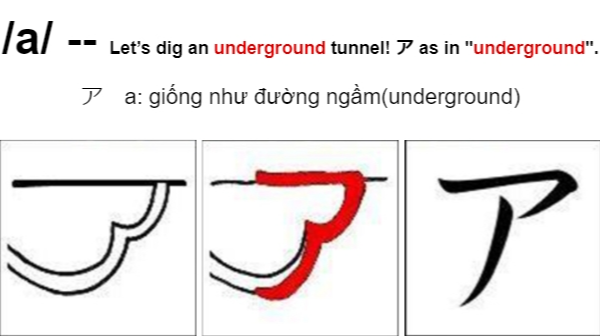 /a/ -- Let’s dig an underground tunnel! ア as in "underground".
ア a: giống như đường ngầm(underground)
ア